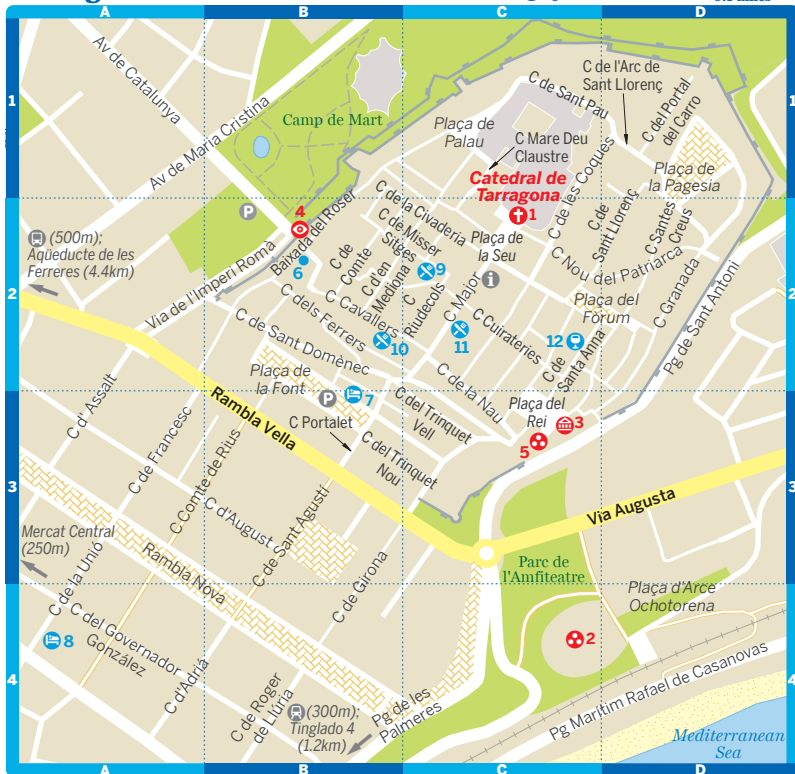 A
B
C
D
1
2
3
4
A
B
C
D
1
2
3
4
Av de Catalunya
Av de Maria Cristina
Camp de Mart
C de Sant Pau
C de l'Arc de
Sant Llorenç
C del Portal
del Carro
Plaça de
Palau
C Mare Deu
Claustre
Catedral de
Tarragona
1
C de les Coques
Plaça de
la Pagesia
P
4
Baixada del Roser
6
C de la Civaderia
C de Misser
Sitges
9
Plaça de
la Seu
i
C de
Sant Llorenç
C Santes
Creus
(500m);
Aqüeducte de les
Ferreres (4.4km)
Via de l'Imperi Romà
C de
Comte
C d'en
Mediona
C
Riudecols
C Major
C Nou del Patriarca
Plaça del
Fòrum
C Granada
Pg de Sant Antoni
C Cavallers
C dels Ferrers
10
11
C Cuirateries
12
C de
Santa Anna
C de Sant Domènec
Plaça de
la Font
P
7
C de la Nau
C del Trinquet
Vell
Plaça del
Rei
3
5
C d' Assalt
Rambla Vella
C Portalet
C del Trinquet
Nou
C de Francesc
C Comte de Rius
C d'August
C de Sant Agustí
Via Augusta
Mercat Central
(250m)
Rambla Nova
C de la Unió
C de Girona
Parc de
l'Amfiteatre
Plaça d'Arce
Ochotorena
8
C del Governador
González
C d'Adrià
C de Roger
de Llúria
2
(300m);
Tinglado 4
(1.2km)
Pg de les
Palmeres
Pg Marítim Rafael de Casanovas
Mediterranean
Sea